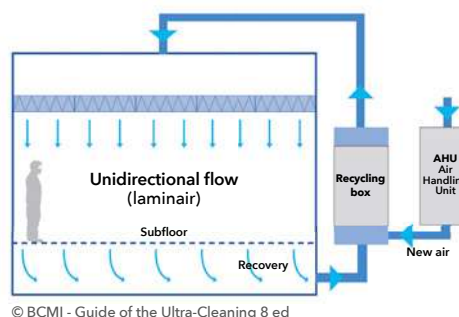 Unidirectional flow
(laminair)
Subfloor
Recovery
Recycling
box
AHU
Air
Handling
Unit
New air
© BCMI - Guide of the Ultra-Cleaning 8 ed